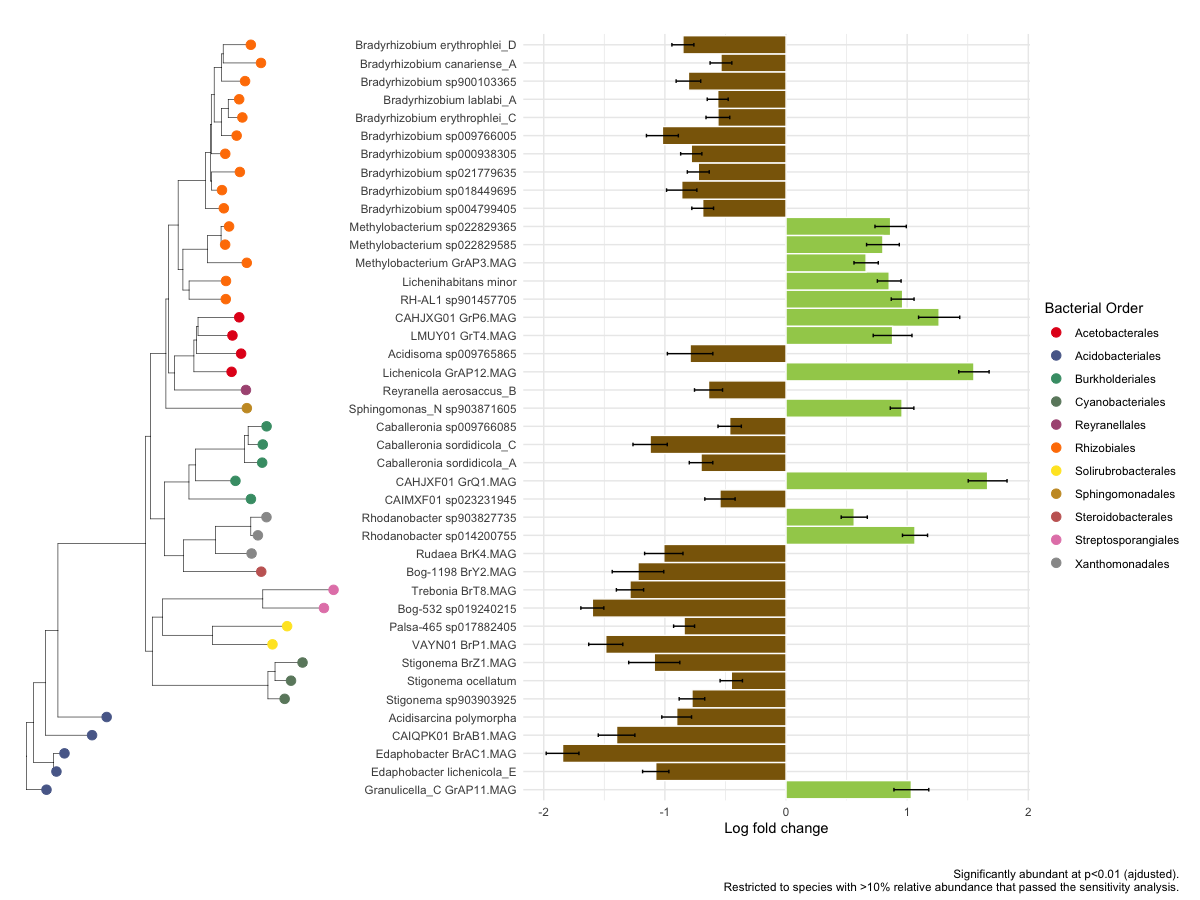 Bradyrhizobium erythrophlei_D
Bradyrhizobium canariense_A
Bradyrhizobium sp900103365
Bradyrhizobium lablabi_A
Bradyrhizobium erythrophlei_C
Bradyrhizobium sp009766005
Bradyrhizobium sp000938305
Bradyrhizobium sp021779635
Bradyrhizobium sp018449695
Bradyrhizobium sp004799405
Methylobacterium sp022829365
Methylobacterium sp022829585
Methylobacterium GrAP3.MAG
Lichenihabitans minor
RH-AL1 sp901457705
CAHJXG01 GrP6.MAG
LMUY01 GrT4.MAG
Acidisoma sp009765865
Lichenicola GrAP12.MAG
Reyranella aerosaccus_B
Sphingomonas_N sp903871605
Caballeronia sp009766085
Caballeronia sordidicola_C
Caballeronia sordidicola_A
CAHJXF01 GrQ1.MAG
CAIMXF01 sp023231945
Rhodanobacter sp903827735
Rhodanobacter sp014200755
Rudaea BrK4.MAG
Bog-1198 BrY2.MAG
Trebonia BrT8.MAG
Bog-532 sp019240215
Palsa-465 sp017882405
VAYN01 BrP1.MAG
Stigonema BrZ1.MAG
Stigonema ocellatum
Stigonema sp903903925
Acidisarcina polymorpha
CAIQPK01 BrAB1.MAG
Edaphobacter BrAC1.MAG
Edaphobacter lichenicola_E
Granulicella_C GrAP11.MAG
-2 -1 0 1 2
Log fold change
Bacterial Order
Acetobacterales
Acidobacteriales
Burkholderiales
Cyanobacteriales
Reyranellales
Rhizobiales
Solirubrobacterales
Sphingomonadales
Steroidobacterales
Streptosporangiales
Xanthomonadales
Significantly abundant at p<0.01 (ajdusted).
Restricted to species with >10% relative abundance that passed the sensitivity analysis.